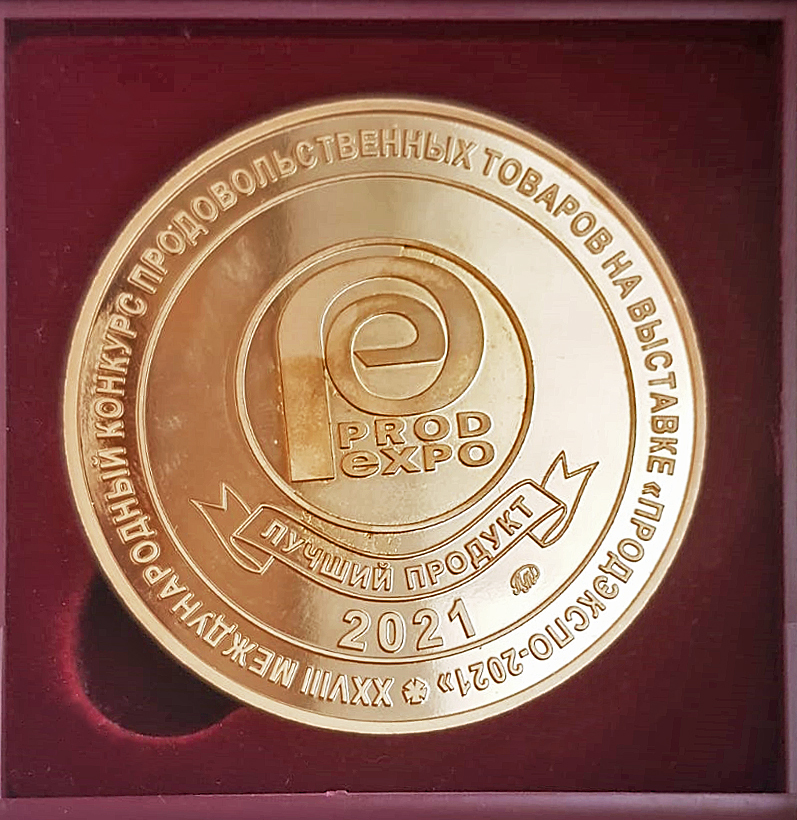 XXVIII МЕЖДУНАРОДНЫЙ КОНКУРС ПРОДОВОЛЬСТВЕННЫХ ТОВАРОВ НА ВЫСТАВКЕ «ПРОДЭКСПО-2021»
PROD
eXPO
ЛУЧШИЙ ПРОДУКТ
2021